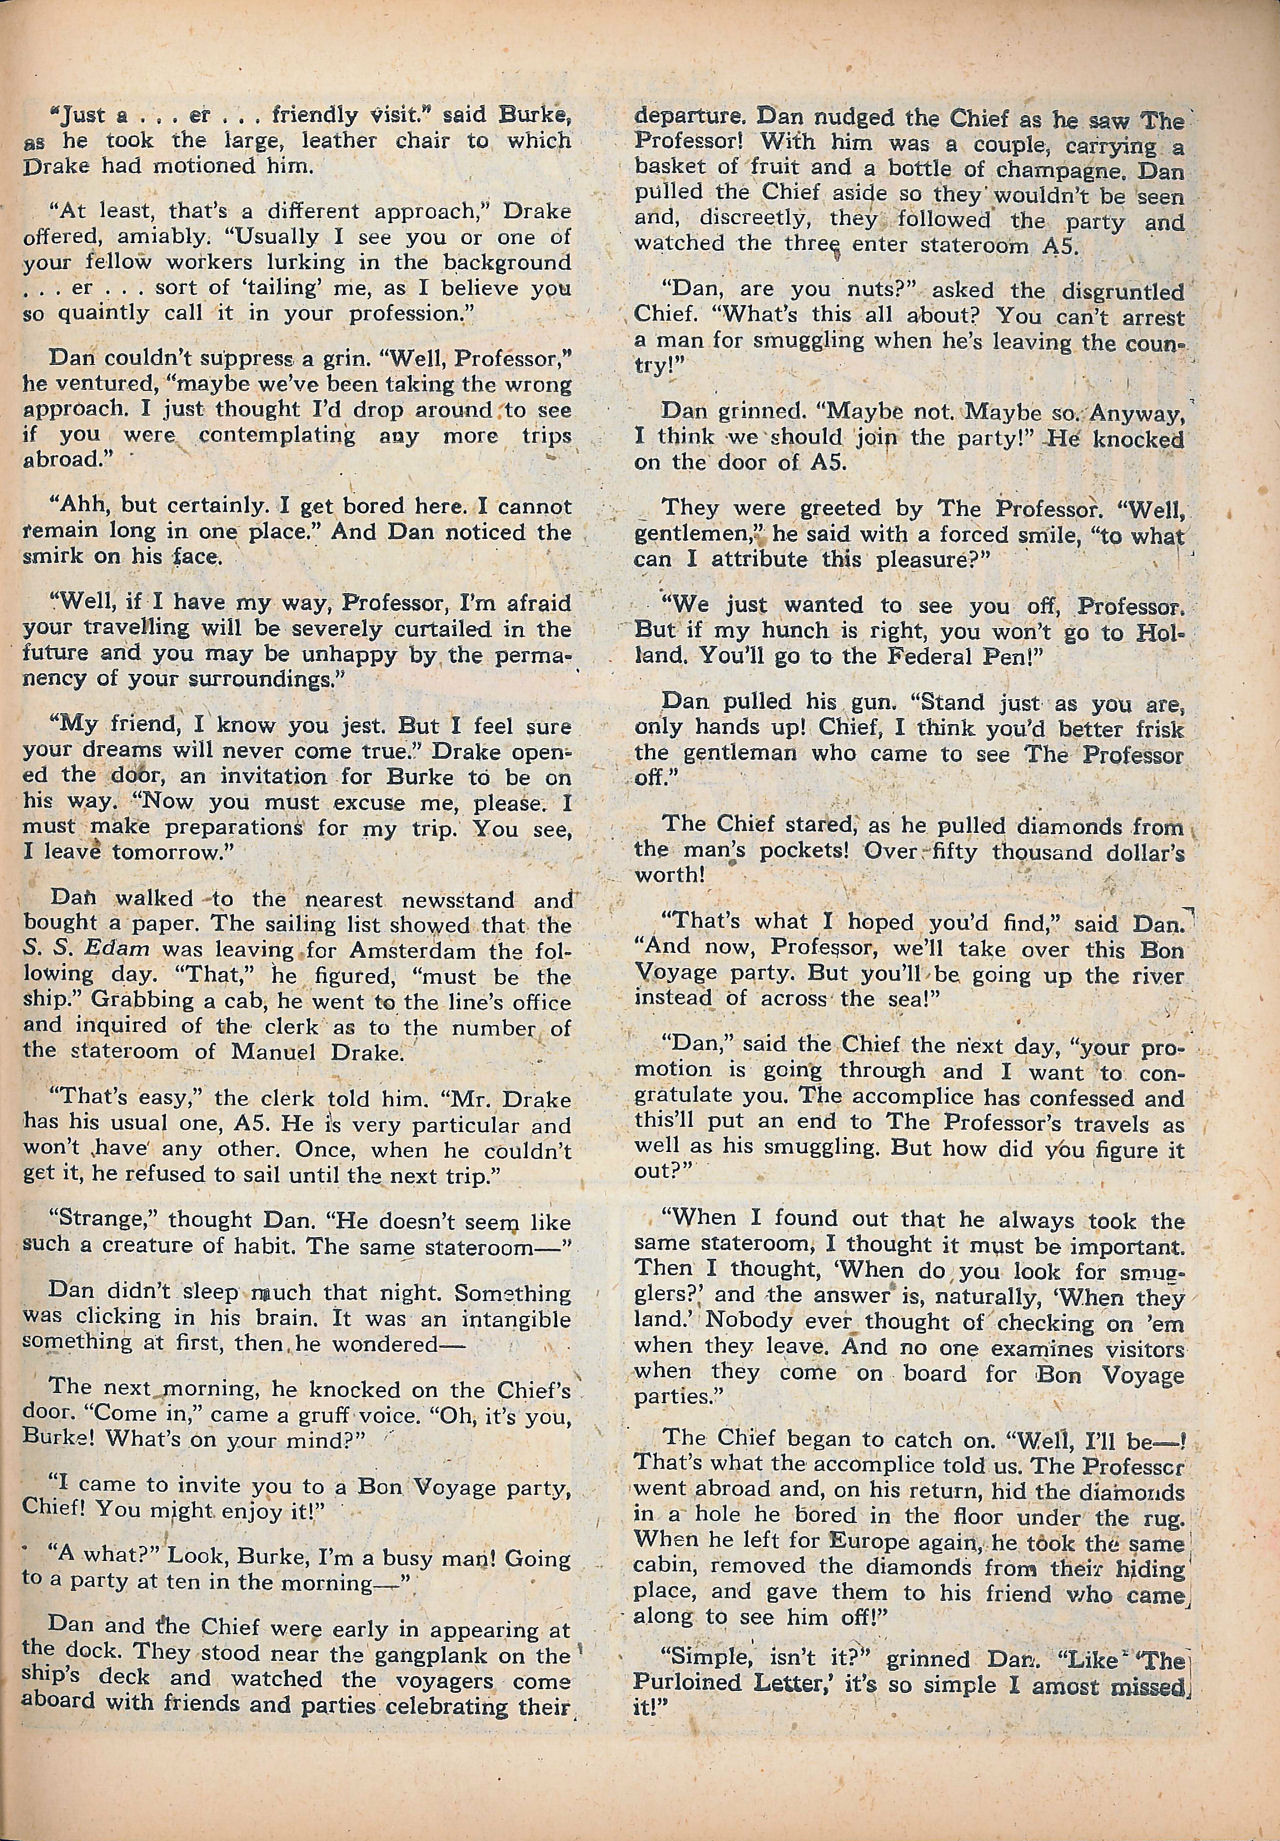 “Just a . . . er . . . friendly visit.” said Burke,
as he took the large, leather chair to which
Drake had motioned him.
“At least, that’s a different approach,” Drake
offered, amiably. “Usually I see you or one of
your fellow workers lurking in the background
. . . er . . . sort of ‘tailing’ me, as I believe you
so quaintly call it in your profession.”
Dan couldn’t suppress a grin. “Well, Professor,”
he ventured, “maybe we’ve been taking the wrong
approach. I just thought I’d drop around to see
if you were contemplating any more trips
abroad.”
“Ahh, but certainly. I get bored here. I cannot
remain long in one place.” And Dan noticed the
smirk on his face.
“Well, if I have my way, Professor, I’m afraid
your travelling will be severely curtailed in the
future and you may be unhappy by the perma-
nency of your surroundings.”
“My friend, I know you jest. But I feel sure
your dreams will never come true.” Drake open-
ed the door, an invitation for Burke to be on
his way. “Now you must excuse me, please. I
must make preparations for my trip. You see,
I leave tomorrow.”
Dan walked to the nearest newsstand and
bought a paper. The sailing list showed that the
S. S. Edam was leaving for Amsterdam the fol-
lowing day. “That,” he figured, “must be the
ship.” Grabbing a cab, he went to the line’s office
and inquired of the clerk as to the number of
the stateroom of Manuel Drake.
“That’s easy,” the clerk told him. “Mr. Drake
has his usual one, A5. He is very particular and
won’t have any other. Once, when he couldn’t
get it, he refused to sail until the next trip.”
“Strange,” thought Dan. “He doesn’t seem like
such a creature of habit. The same stateroom—”
Dan didn’t sleep much that night. Something
was clicking in his brain. It was an intangible
something at first, then he wondered—
The next morning, he knocked on the Chief’s
door. “Come in,” came a gruff voice. “Oh, it’s you,
Burke! What’s on your mind?”
“I came to invite you to a Bon Voyage party,
Chief! You might enjoy it!”
“A what?” Look, Burke, I’m a busy man! Going
to a party at ten in the morning—”
Dan and the Chief were early in appearing at
the dock. They stood near the gangplank on the
ship’s deck and watched the voyagers come
aboard with friends and parties celebrating their
departure. Dan nudged the Chief as he saw The
Professor! With him was a couple, carrying a
basket of fruit and a bottle of champagne. Dan
pulled the Chief aside so they wouldn’t be seen
and, discreetly, they followed the party and
watched the three enter stateroom A5.
“Dan, are you nuts?” asked the disgruntled
Chief. “What’s this all about? You can’t arrest
a man for smuggling when he’s leaving the coun-
try!”
Dan grinned. “Maybe not. Maybe so. Anyway,
I think we should join the party!” He knocked
on the door of A5.
They were greeted by The Professor. “Well,
gentlemen,” he said with a forced smile, “to what
can I attribute this pleasure?”
“We just wanted to see you off, Professor.
But if my hunch is right, you won’t go to Hol-
land. You’ll go to the Federal Pen!”
Dan pulled his gun. “Stand just as you are,
only hands up! Chief, I think you’d better frisk
the gentleman who came to see The Professor
off.”
The Chief stared, as he pulled diamonds from
the man’s pockets! Over fifty thousand dollar’s
worth!
“That’s what I hoped you’d find,” said Dan.
“And now, Professor, we’ll take over this Bon
Voyage party. But you’ll be going up the river
instead of across the sea!”
“Dan,” said the Chief the next day, “your pro-
motion is going through and I want to con-
gratulate you. The accomplice has confessed and
this’ll put an end to The Professor’s travels as
well as his smuggling. But how did you figure it
out?”
“When I found out that he always took the
same stateroom, I thought it must be important.
Then I thought, ‘When do you look for smug-
glers?’ and the answer is, naturally, ‘When they
land.’ Nobody ever thought of checking on ’em
when they leave. And no one examines visitors
when they come on board for Bon Voyage
parties.”
The Chief began to catch on. “Well, I’ll be—!
That’s what the accomplice told us. The Professor
went abroad and, on his return, hid the diamonds
in a hole he bored in the floor under the rug.
When he left for Europe again, he took the same
cabin, removed the diamonds from their hiding
place, and gave them to his friend who came
along to see him off!”
“Simple, isn’t it?” grinned Dan. “Like ‘The
Purloined Letter,’ it’s so simple I amost missed
it!”